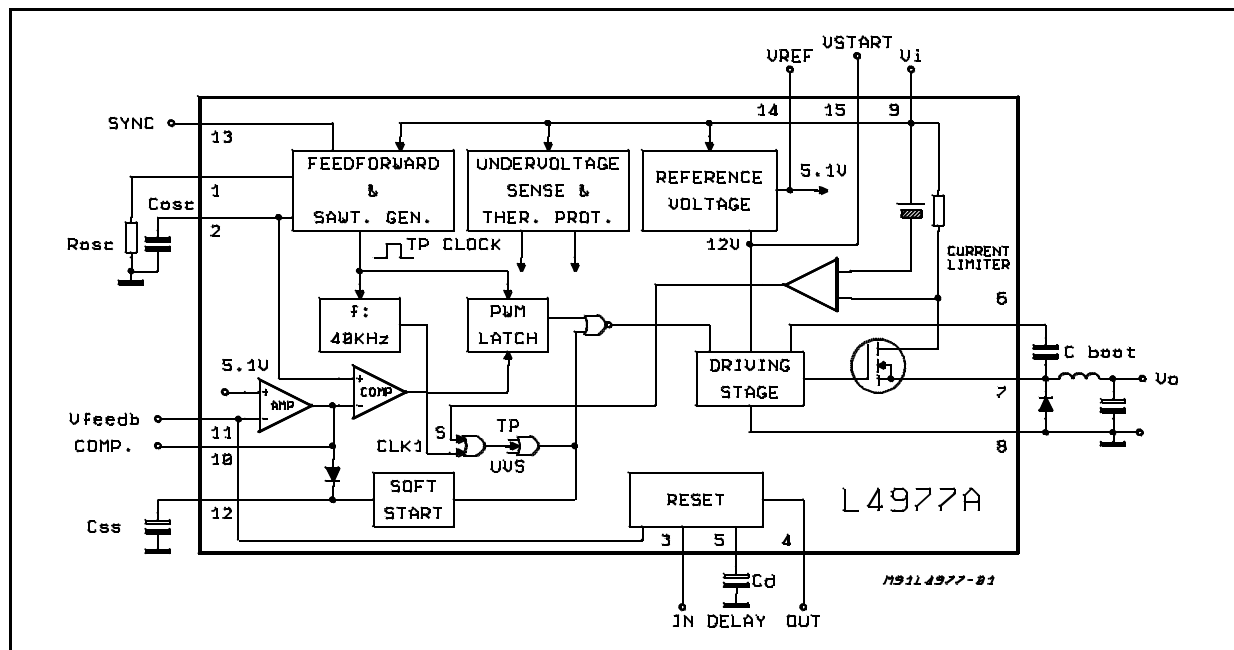 VREF
VSTART
Vi
14
15
9
SYNC
13
FEEDFORWARD
&
SAWT. GEN.
UNDERVOLTAGE
SENSE &
THER. PROT.
REFERENCE
VOLTAGE
5.1V
1
Cosc
2
Rosc
TP CLOCK
12V
CURRENT
LIMITER
6
f:
40KHz
PWM
LATCH
C boot
5.1V
+
-
AMP
+
-
COMP
DRIVING
STAGE
7
Vo
Vfeedb
11
COMP.
10
S
CLK1
TP
UVS
8
SOFT
START
RESET
L4977A
Css
12
3
5
4
Cd
M91L4977-01
IN
DELAY
OUT